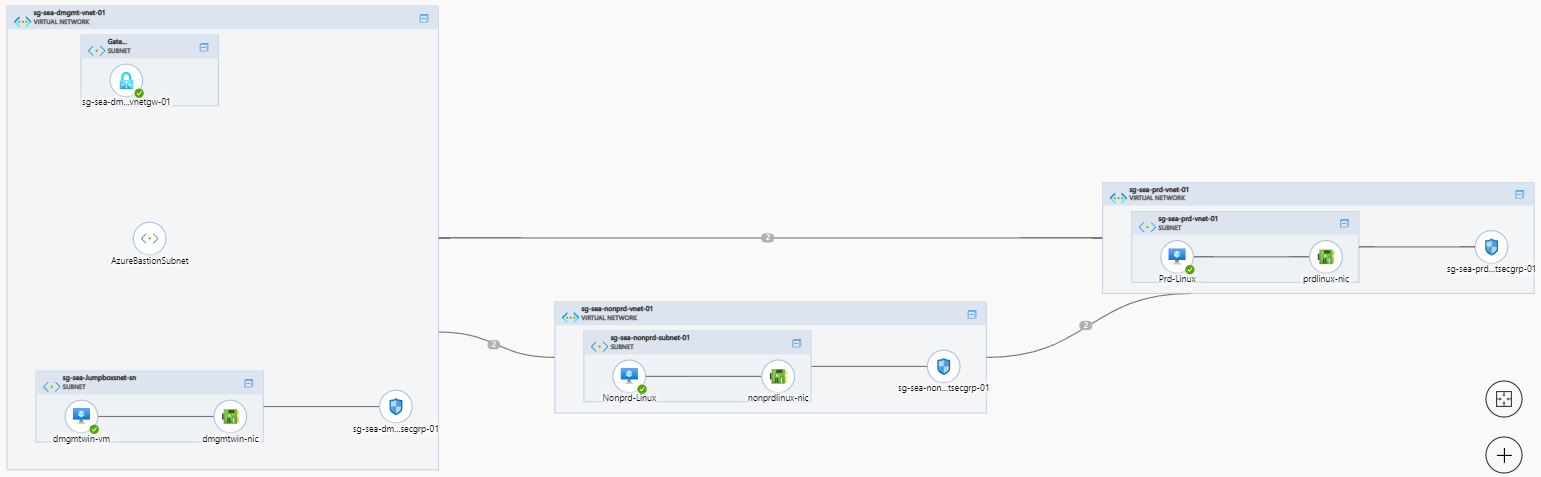 sg-sea-dmgmt-vnet-01
VIRTUAL NETWORK
Gate...
SUBNET
sg-sea-dm...vnetgw-01
AzureBastionSubnet
sg-sea-Jumpboxsnet-sn
SUBNET
dmgmtwin-vm
dmgmtwin-nic
sg-sea-dm...secgrp-01
2
2
sg-sea-nonprd-vnet-01
VIRTUAL NETWORK
sg-sea-nonprd-subnet-01
SUBNET
Nonprd-Linux
nonprdlinux-nic
sg-sea-non...tsecgrp-01
2
sg-sea-prd-vnet-01
VIRTUAL NETWORK
sg-sea-prd-vnet-01
SUBNET
Prd-Linux
prdlinux-nic
sg-sea-prd...tsecgrp-01